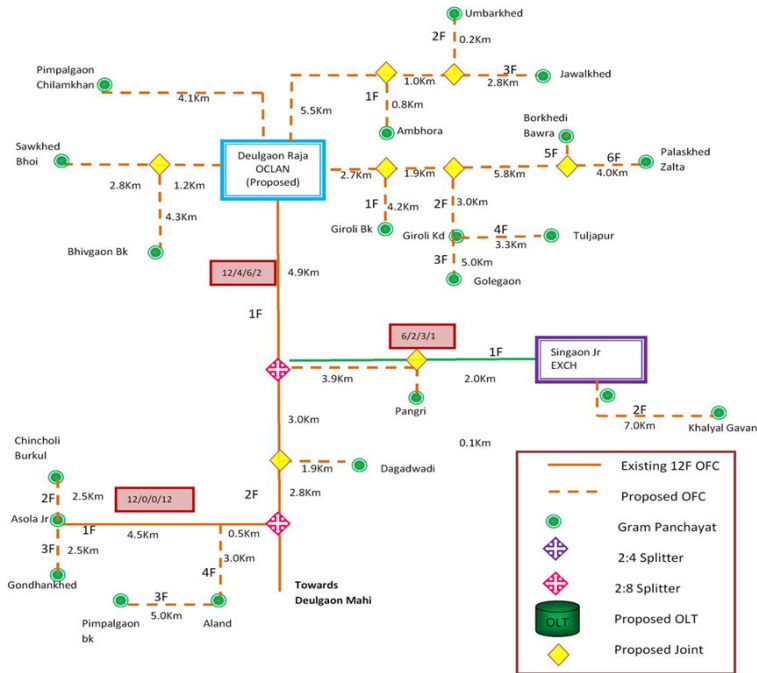 Umbarkhed
2F
0.2Km
Pimpalgaon
Chilamkhan
4.1Km
5.5Km
1.0Km
3F
2.8Km
Jawalkhed
1F
0.8Km
Ambhora
Borkhedi
Bawra
Sawkhed
Bhoi
2.8Km
1.2Km
4.3Km
Bhivgaon Bk
Deulgaon Raja
OCLAN
(Proposed)
2.7Km
1.9Km
5.8Km
5F
6F
4.0Km
Palaskhed
Zalta
1F
4.2Km
Giroli Bk
2F
3.0Km
Giroli Kd
4F
3.3Km
Tuljapur
3F
5.0Km
Golegaon
12/4/6/2
4.9Km
1F
6/2/3/1
1F
3.9Km
2.0Km
Pangri
Singaon Jr
EXCH
2F
7.0Km
Khalyal Gavan
0.1Km
3.0Km
1.9Km
Dagadwadi
2F
2.8Km
Chincholi
Burkul
2F
2.5Km
12/0/0/12
Asola Jr
1F
4.5Km
0.5Km
3F
2.5Km
Gondhankhed
3.0Km
4F
3F
5.0Km
Pimpalgaon
bk
Aland
Towards
Deulgaon Mahi
Existing 12F OFC
Proposed OFC
Gram Panchayat
2:4 Splitter
2:8 Splitter
OLT
Proposed OLT
Proposed Joint